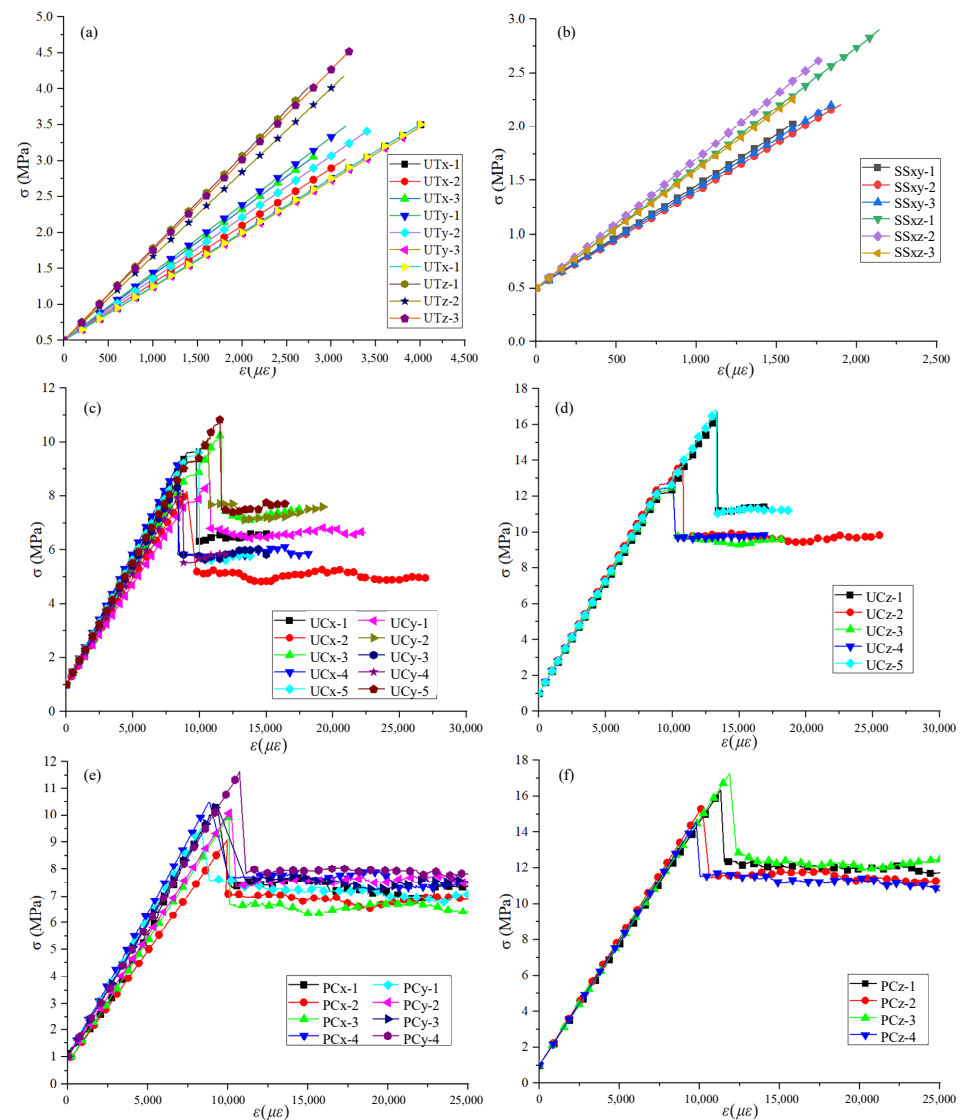 (a)
5.0
4.5
4.0
3.5
3.0
2.5
2.0
1.5
1.0
0.5
σ (MPa)
UTx-1
UTx-2
UTx-3
UTy-1
UTy-2
UTy-3
UTx-1
UTz-1
UTz-2
UTz-3
0 500 1,000 1,500 2,000 2,500 3,000 3,500 4,000 4,500
ε(με)
(b)
3.0
2.5
2.0
1.5
1.0
0.5
0.0
σ (MPa)
SSxy-1
SSxy-2
SSxy-3
SSxz-1
SSxz-2
SSxz-3
0 500 1,000 1,500 2,000 2,500
ε(με)
(c)
12
11
10
9
8
7
6
5
4
3
2
1
0
σ (MPa)
UCx-1 UCy-1
UCx-2 UCy-2
UCx-3 UCy-3
UCx-4 UCy-4
UCx-5 UCy-5
0 5,000 10,000 15,000 20,000 25,000 30,000
ε(με)
(d)
18
16
14
12
10
8
6
4
2
0
σ (MPa)
UCz-1
UCz-2
UCz-3
UCz-4
UCz-5
0 5,000 10,000 15,000 20,000 25,000 30,000
ε(με)
(e)
12
11
10
9
8
7
6
5
4
3
2
1
0
σ (MPa)
PCx-1 PCy-1
PCx-2 PCy-2
PCx-3 PCy-3
PCx-4 PCy-4
0 5,000 10,000 15,000 20,000 25,000
ε(με)
(f)
18
16
14
12
10
8
6
4
2
0
σ (MPa)
PCz-1
PCz-2
PCz-3
PCz-4
0 5,000 10,000 15,000 20,000 25,000
ε(με)